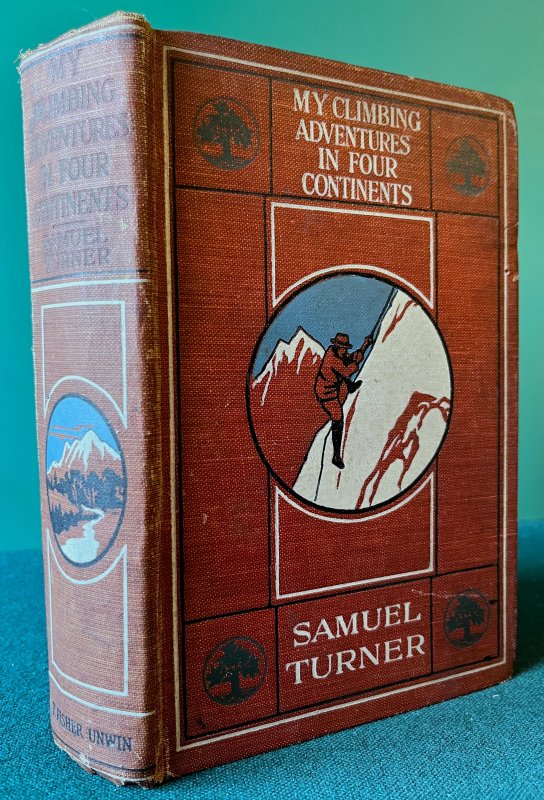 MY
CLIMBING
ADVENTURES
IN FOUR
CONTINENTS
SAMUEL
TURNER
T FISHER UNWIN
MY CLIMBING
ADVENTURES
IN FOUR
CONTINENTS
SAMUEL
TURNER